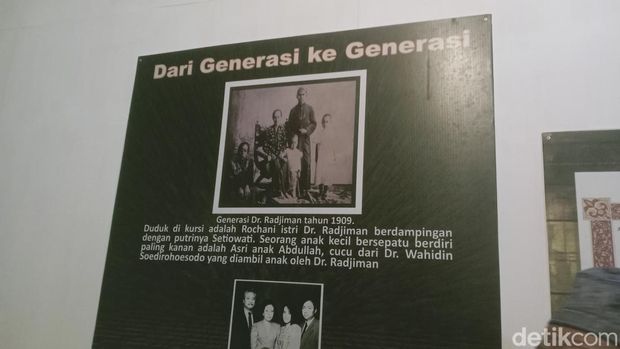 Dari Generasi ke Generasi
Generasi Dr. Radjiman tahun 1909.
Duduk di kursi adalah Rochani istri Dr. Radjiman berdampingan
dengan putrinya Setiowati. Seorang anak kecil bersepatu berdiri
paling kanan adalah Asri anak Abdullah, cucu dari Dr. Wahidin
Soedirohoesodo yang diambil anak oleh Dr. Radjiman
detikcom